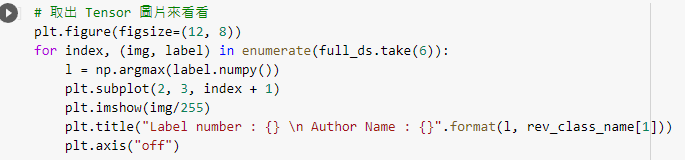 # 取出 Tensor 圖片來看看
plt.figure(figsize=(12, 8))
for index, (img, label) in enumerate(full_ds.take(6)):
    l = np.argmax(label.numpy())
    plt.subplot(2, 3, index + 1)
    plt.imshow(img/255)
    plt.title("Label number : {} \n Author Name : {}".format(l, rev_class_name[1]))
    plt.axis("off")